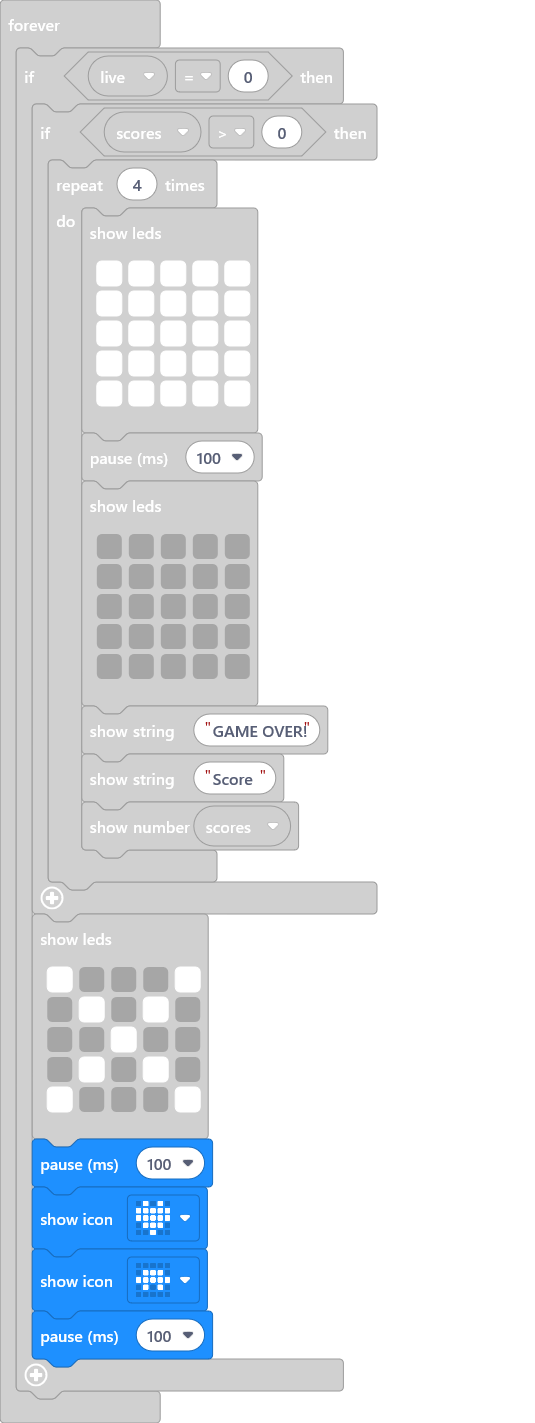 forever
if live = 0 then
if scores > 0 then
repeat 4 times
do
show leds
pause (ms) 100
show leds
show string "GAME OVER!"
show string "Score "
show number scores
show leds
pause (ms) 100
show icon
show icon
pause (ms) 100